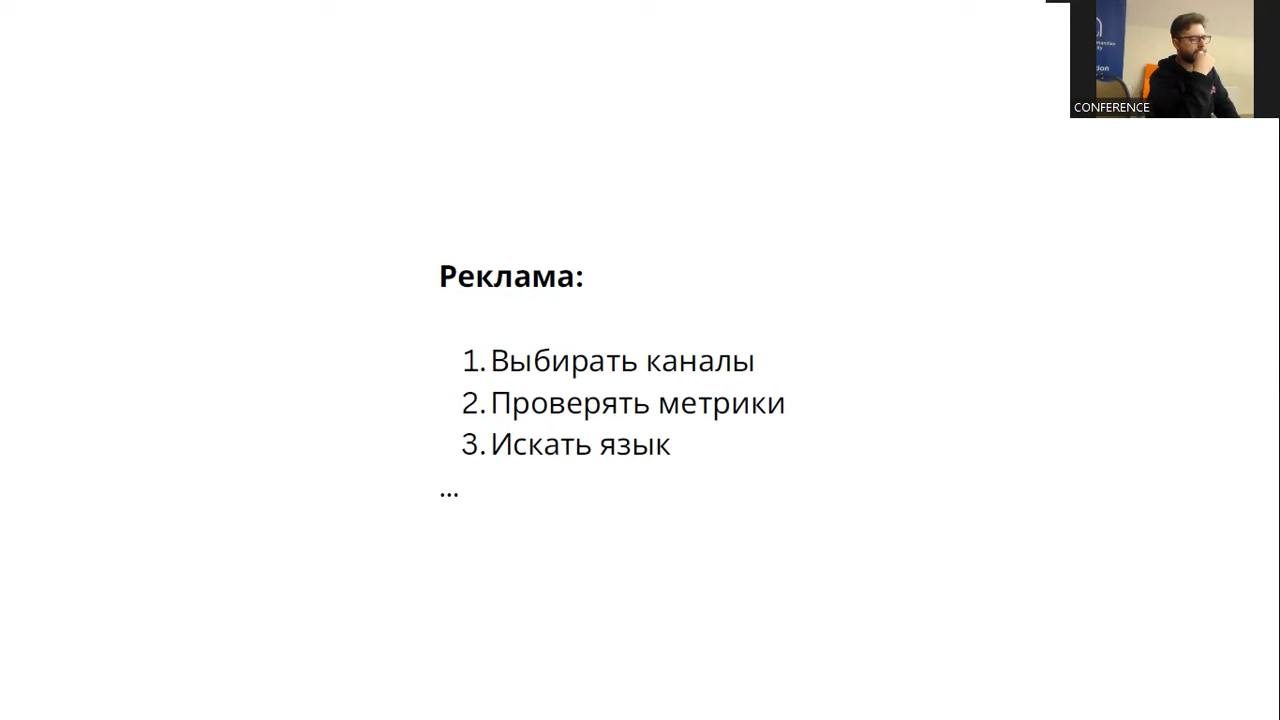 Реклама:
1. Выбирать каналы
2. Проверять метрики
3. Искать язык
...
CONFERENCE